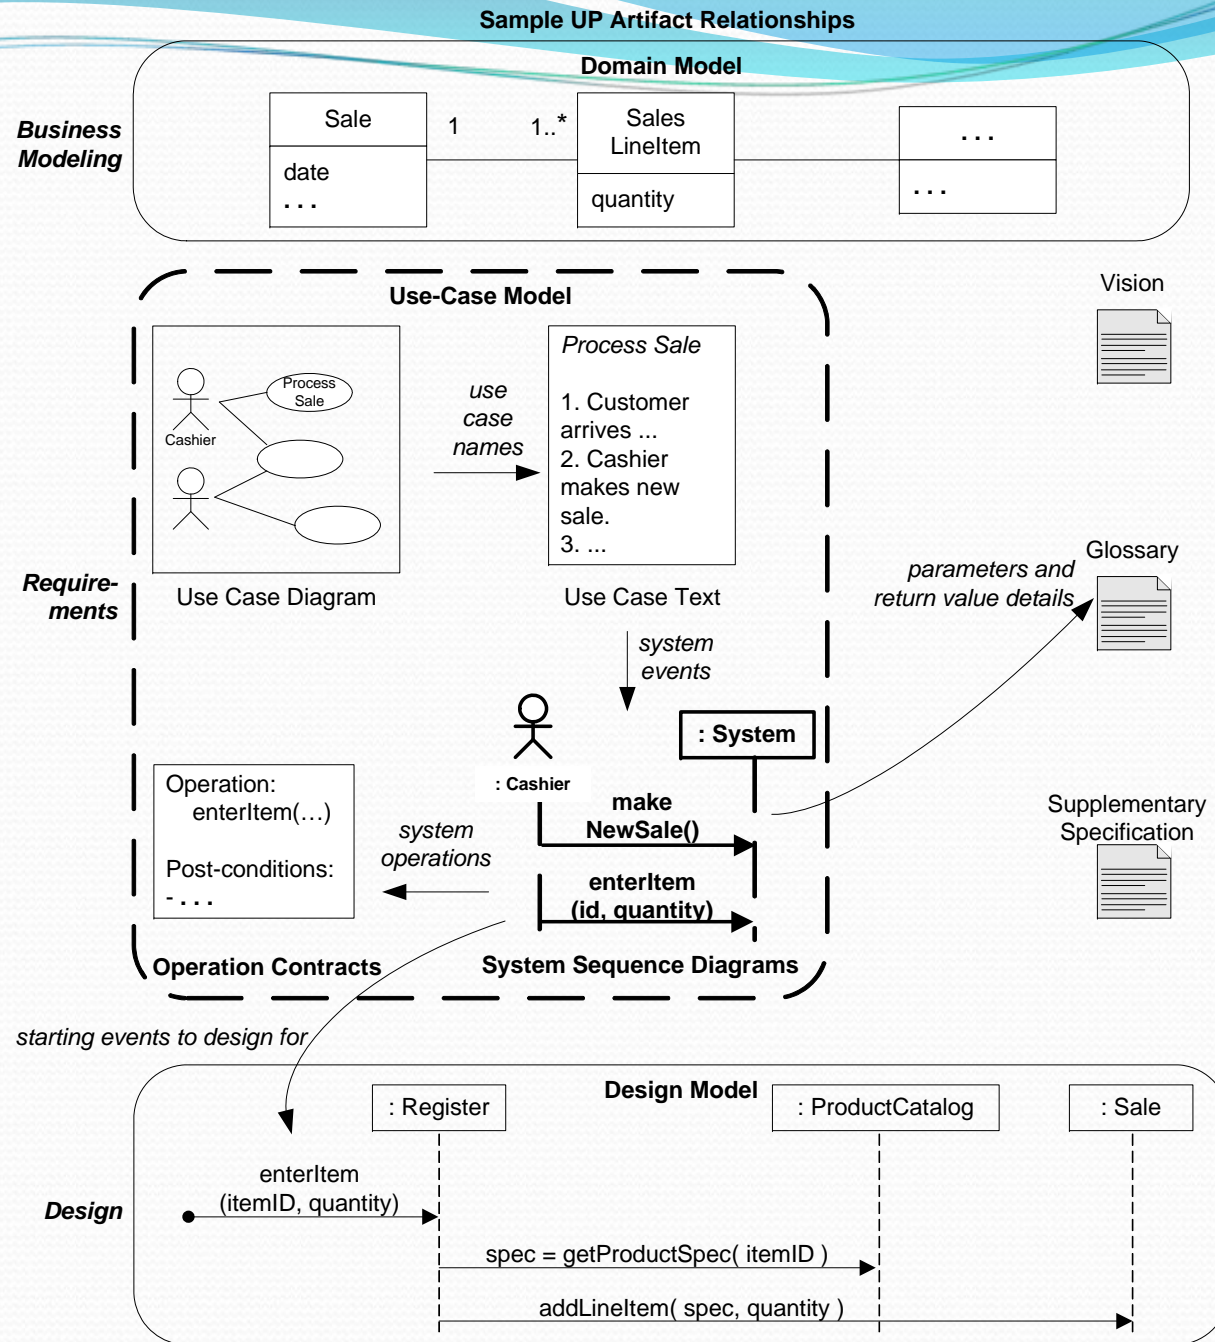 Sample UP Artifact Relationships
Domain Model
Business
Modeling
Sale
1
1..*
Sales
LineItem
. . .
date
. . .
quantity
. . .
Use-Case Model
Vision
Process
Sale
Cashier
use
case
names
Process Sale
1. Customer
arrives ...
2. Cashier
makes new
sale.
3. ...
Require-
ments
Use Case Diagram
Use Case Text
parameters and
return value details
Glossary
system
events
: System
: Cashier
make
NewSale()
enterItem
(id, quantity)
Operation:
enterItem(…)
Post-conditions:
- . . .
system
operations
Supplementary
Specification
Operation Contracts
System Sequence Diagrams
starting events to design for
Design Model
: Register
: ProductCatalog
: Sale
Design
enterItem
(itemID, quantity)
spec = getProductSpec( itemID )
addLineItem( spec, quantity )